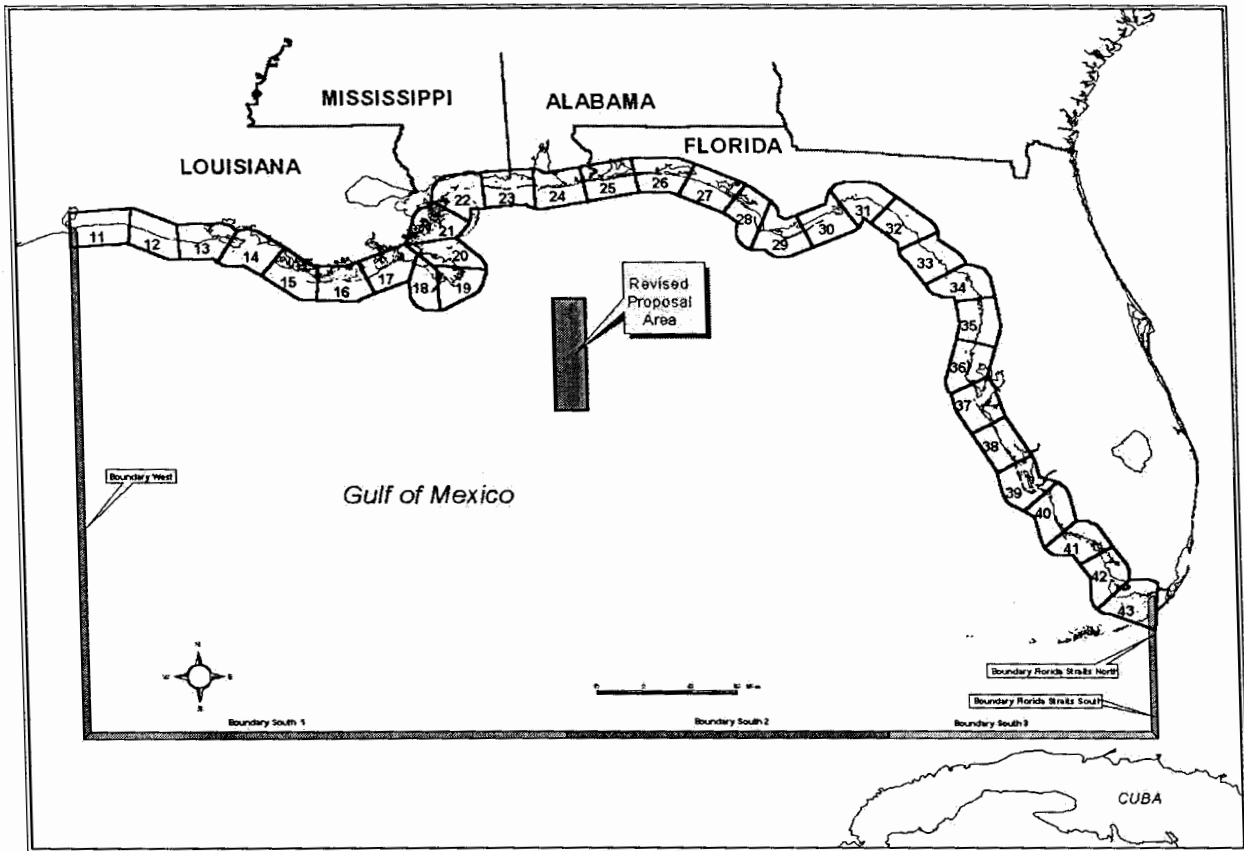 MISSISSIPPI
ALABAMA
FLORIDA
LOUISIANA
11
12
13
14
15
16
17
18
19
20
21
22
23
24
25
26
27
28
29
30
31
32
33
34
35
36
37
38
39
40
41
42
43
Revised
Proposal
Area
Boundary West
Gulf of Mexico
N
W
E
S
Boundary Florida Straits North
Boundary Florida Straits South
Boundary South 1
Boundary South 2
Boundary South 3
CUBA